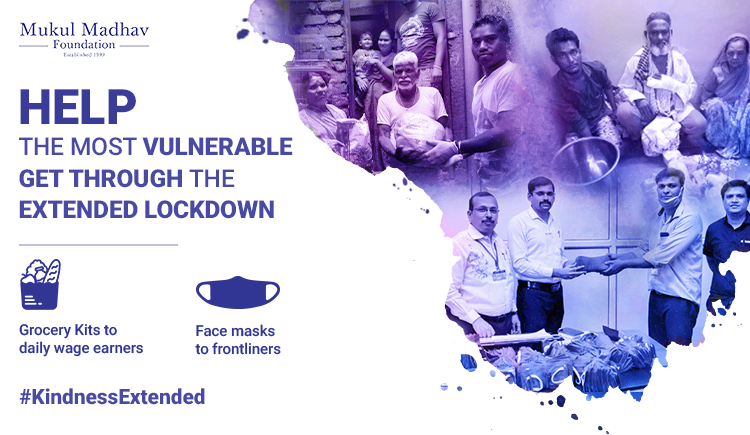 Mukul Madhav
Foundation
Established 1999
HELP
THE MOST VULNERABLE
GET THROUGH THE
EXTENDED LOCKDOWN
Grocery Kits to
daily wage earners
Face masks
to frontliners
#KindnessExtended